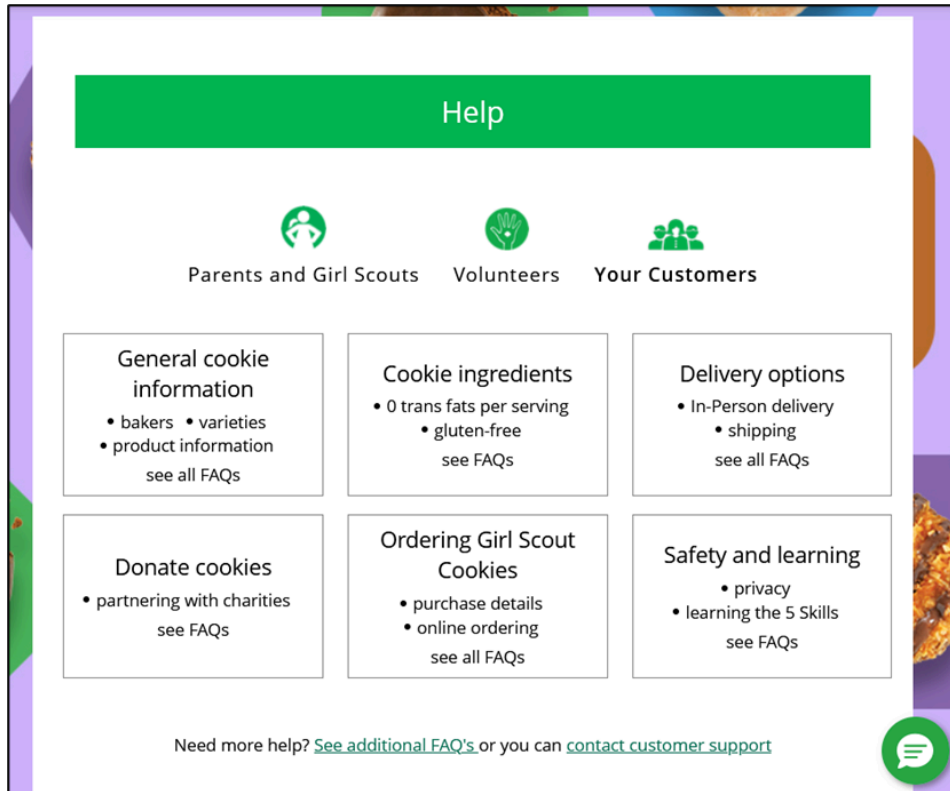 Help
Parents and Girl Scouts Volunteers Your Customers
General cookie
information
• bakers • varieties
• product information
see all FAQs
Cookie ingredients
• 0 trans fats per serving
• gluten-free
see FAQs
Delivery options
• In-Person delivery
• shipping
see all FAQs
Donate cookies
• partnering with charities
see FAQs
Ordering Girl Scout
Cookies
• purchase details
• online ordering
see all FAQs
Safety and learning
• privacy
• learning the 5 Skills
see FAQs
Need more help? See additional FAQ's or you can contact customer support